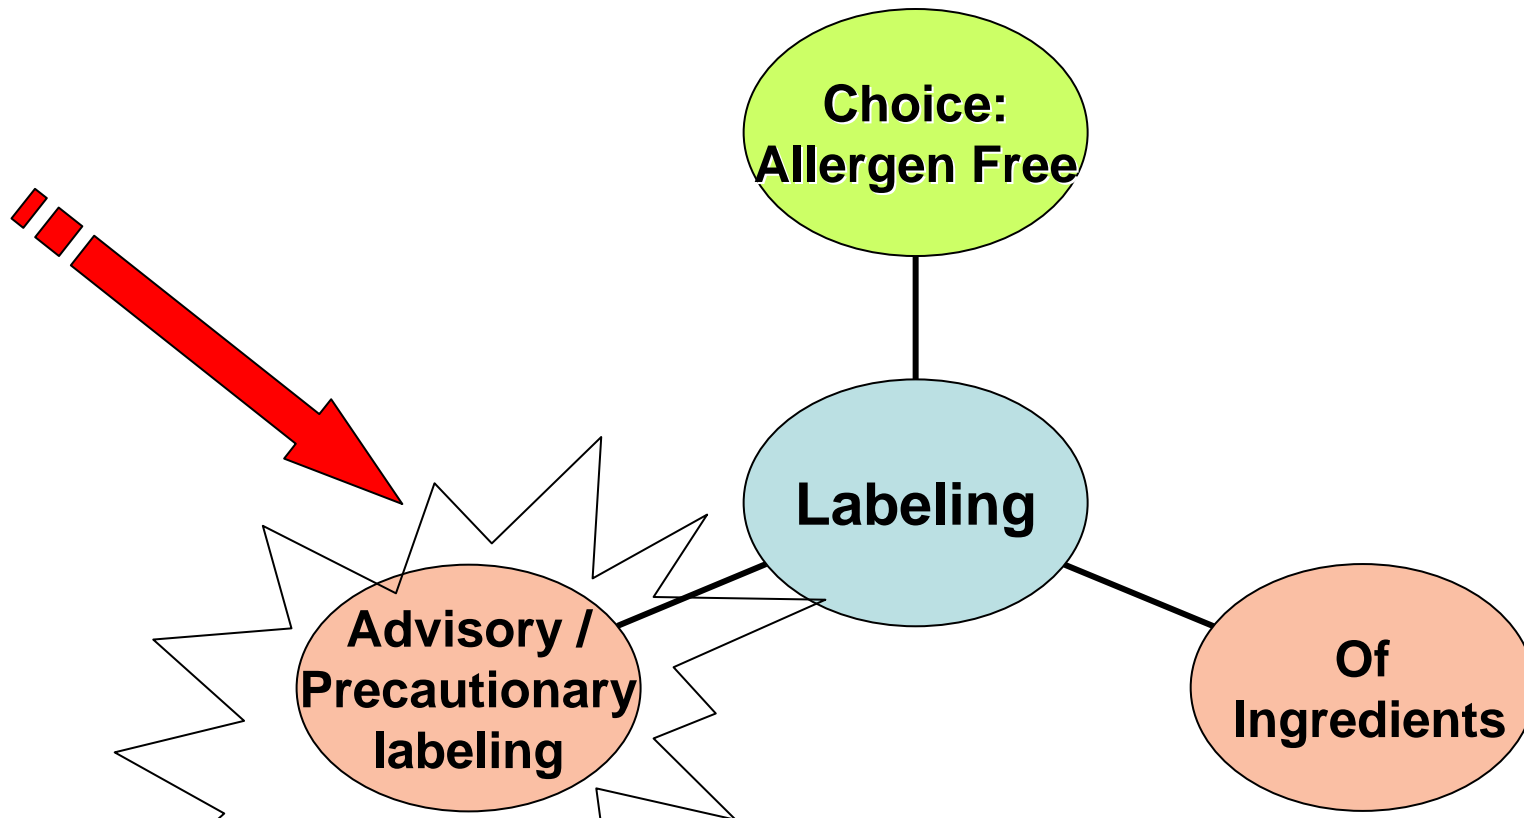 Choice:
Allergen Free
Labeling
Advisory /
Precautionary
labeling
Of
Ingredients